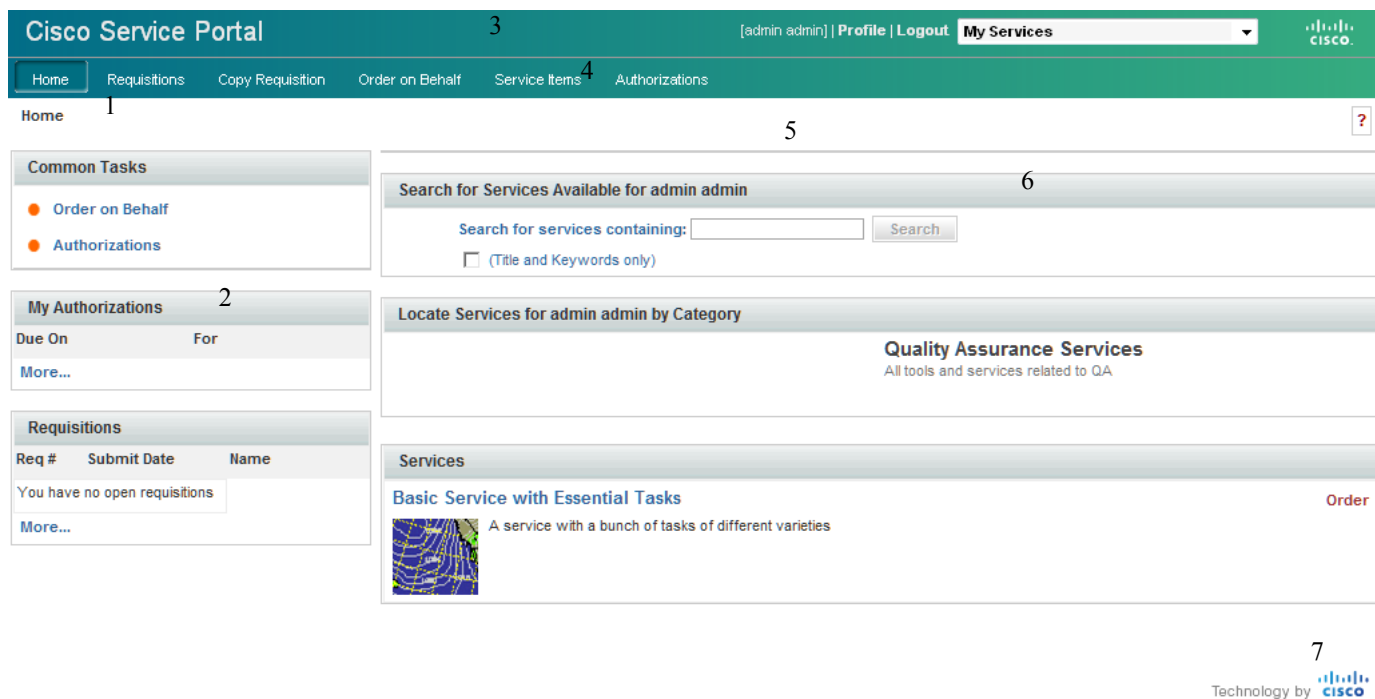 Cisco Service Portal 3 [admin admin] | Profile | Logout My Services CISCO.
Home Requisitions Copy Requisition Order on Behalf Service Items 4 Authorizations
1
Home
5
?
Common Tasks
Order on Behalf
Authorizations
2
My Authorizations
Due On For
More...
Requisitions
Req # Submit Date Name
You have no open requisitions
More...
6
Search for Services Available for admin admin
Search for services containing: Search
(Title and Keywords only)
Locate Services for admin admin by Category
Quality Assurance Services
All tools and services related to QA
Services
Basic Service with Essential Tasks Order
A service with a bunch of tasks of different varieties
7
Technology by CISCO